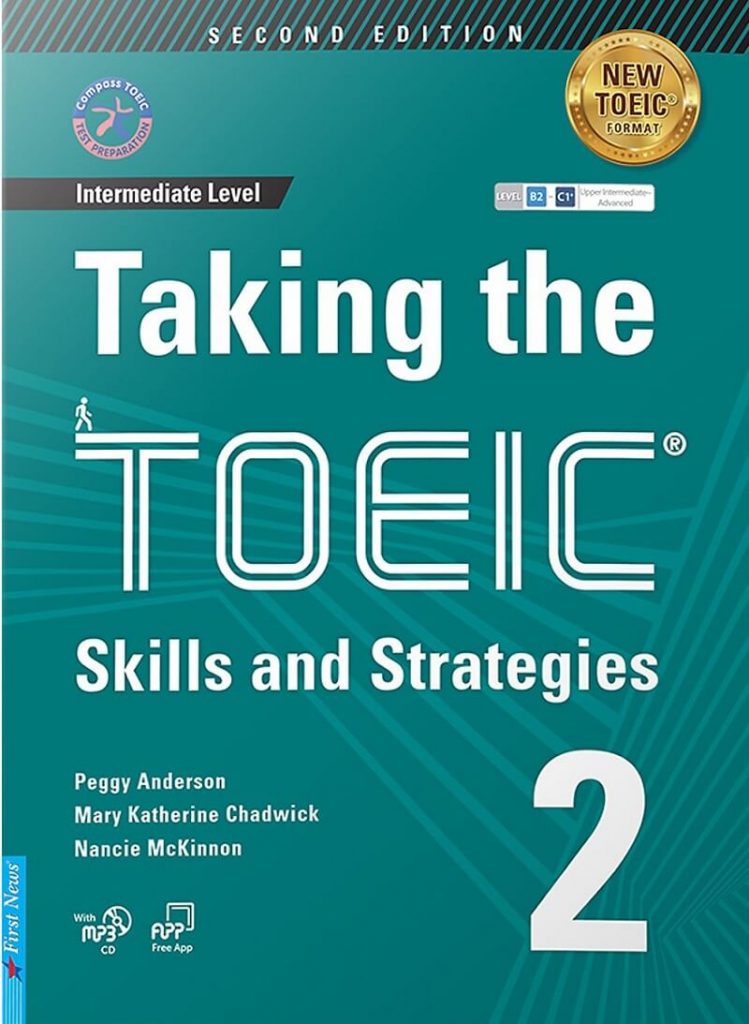 SECOND EDITION
Compass TOEIC
TEST PREPARATION
NEW
TOEIC®
FORMAT
Intermediate Level
LEVEL B2 - C1+ Upper Intermediate–
Advanced
Taking the
TOEIC®
Skills and Strategies
2
Peggy Anderson
Mary Katherine Chadwick
Nancie McKinnon
With
MP3
CD
APP
Free App
First News®